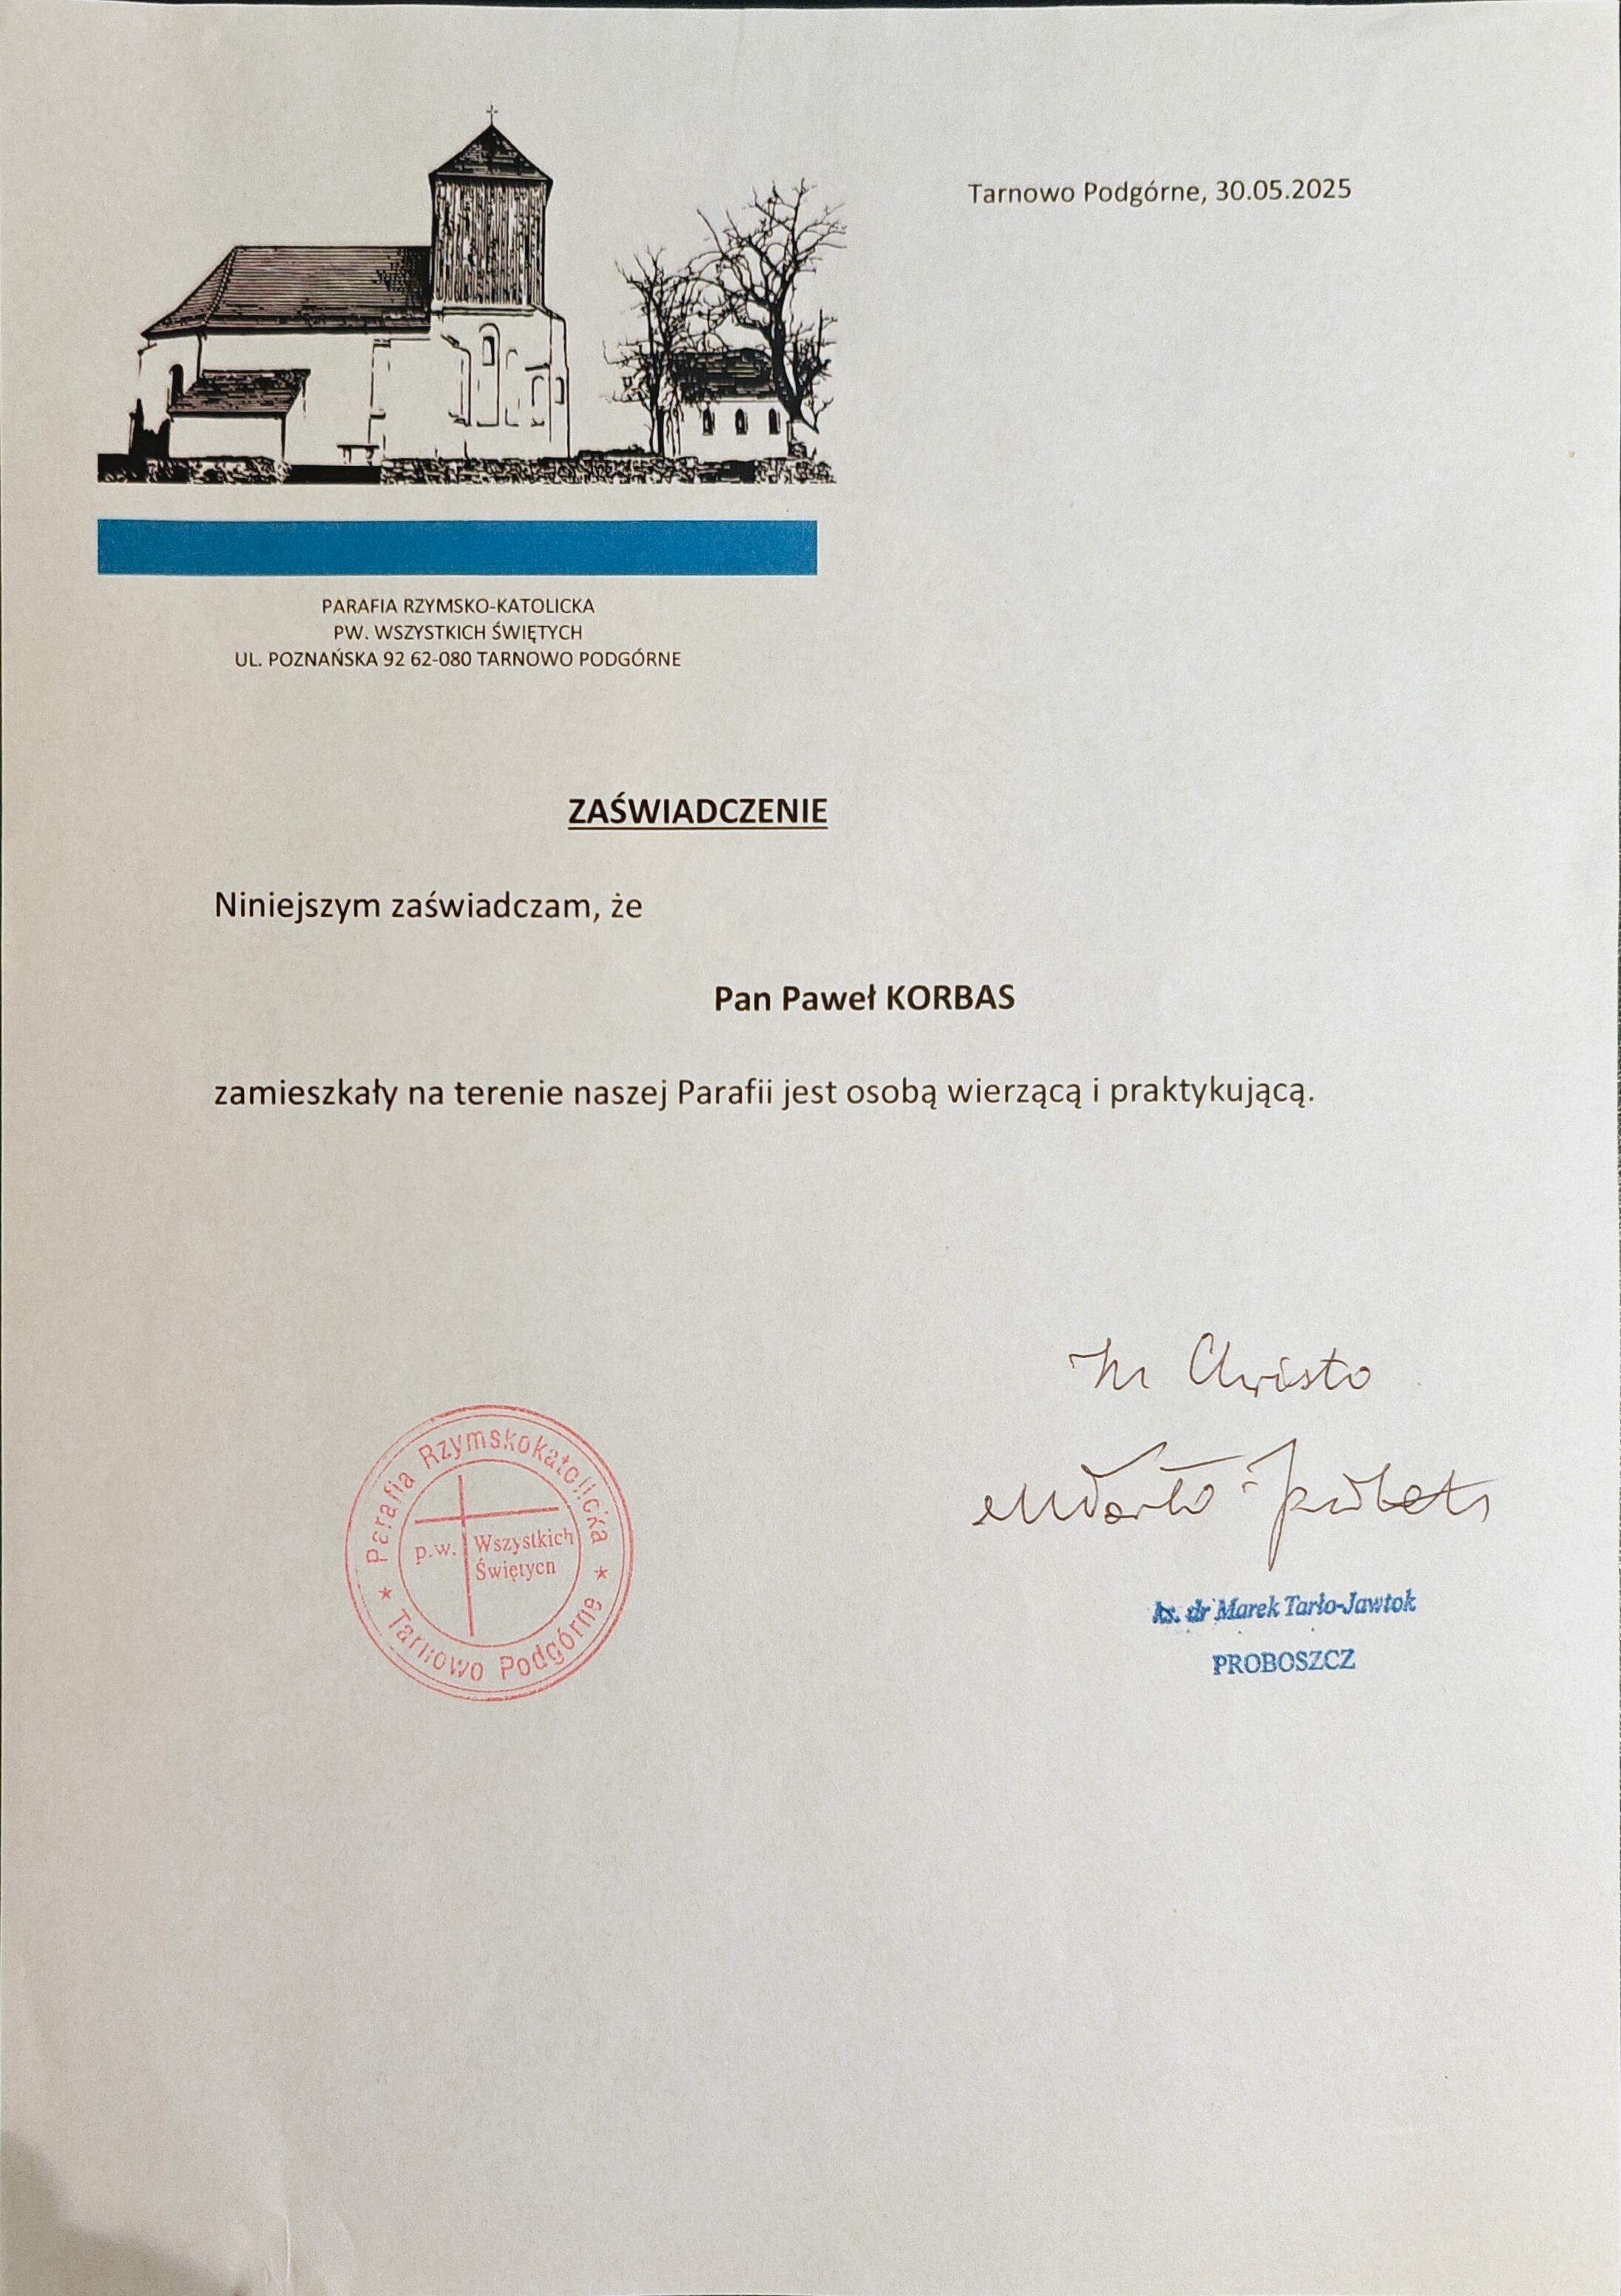 Tarnowo Podgórne, 30.05.2025
PARAFIA RZYMSKO-KATOLICKA
PW. WSZYSTKICH ŚWIĘTYCH
UL. POZNAŃSKA 92 62-080 TARNOWO PODGÓRNE
ZAŚWIADCZENIE
Niniejszym zaświadczam, że
Pan Paweł KORBAS
zamieszkały na terenie naszej Parafii jest osobą wierzącą i praktykującą.
In Christo
Parafia Rzymskokatolicka
p.w. Wszystkich
Świętych
Tarnowo Podgórne
ks. dr Marek Tarło-Jawtok
PROBOSZCZ